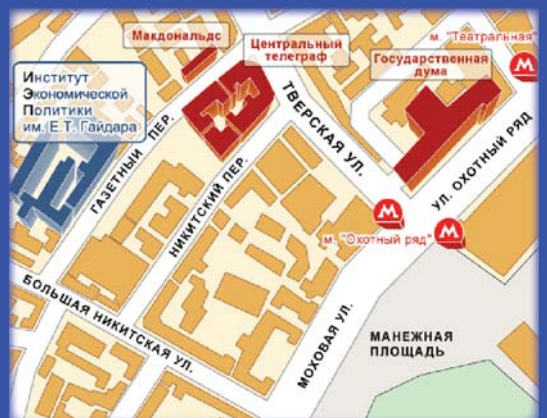 м. "Театральная"
Макдональдс
Центральный
телеграф
Государственная
дума
Институт
Экономической
Политики
им. Е.Т. Гайдара
ГАЗЕТНЫЙ ПЕР.
НИКИТСКИЙ ПЕР.
ТВЕРСКАЯ УЛ.
УЛ. ОХОТНЫЙ РЯД
М
М
М
м. "Охотный ряд"
БОЛЬШАЯ НИКИТСКАЯ УЛ.
МОХОВАЯ УЛ.
МАНЕЖНАЯ
ПЛОЩАДЬ